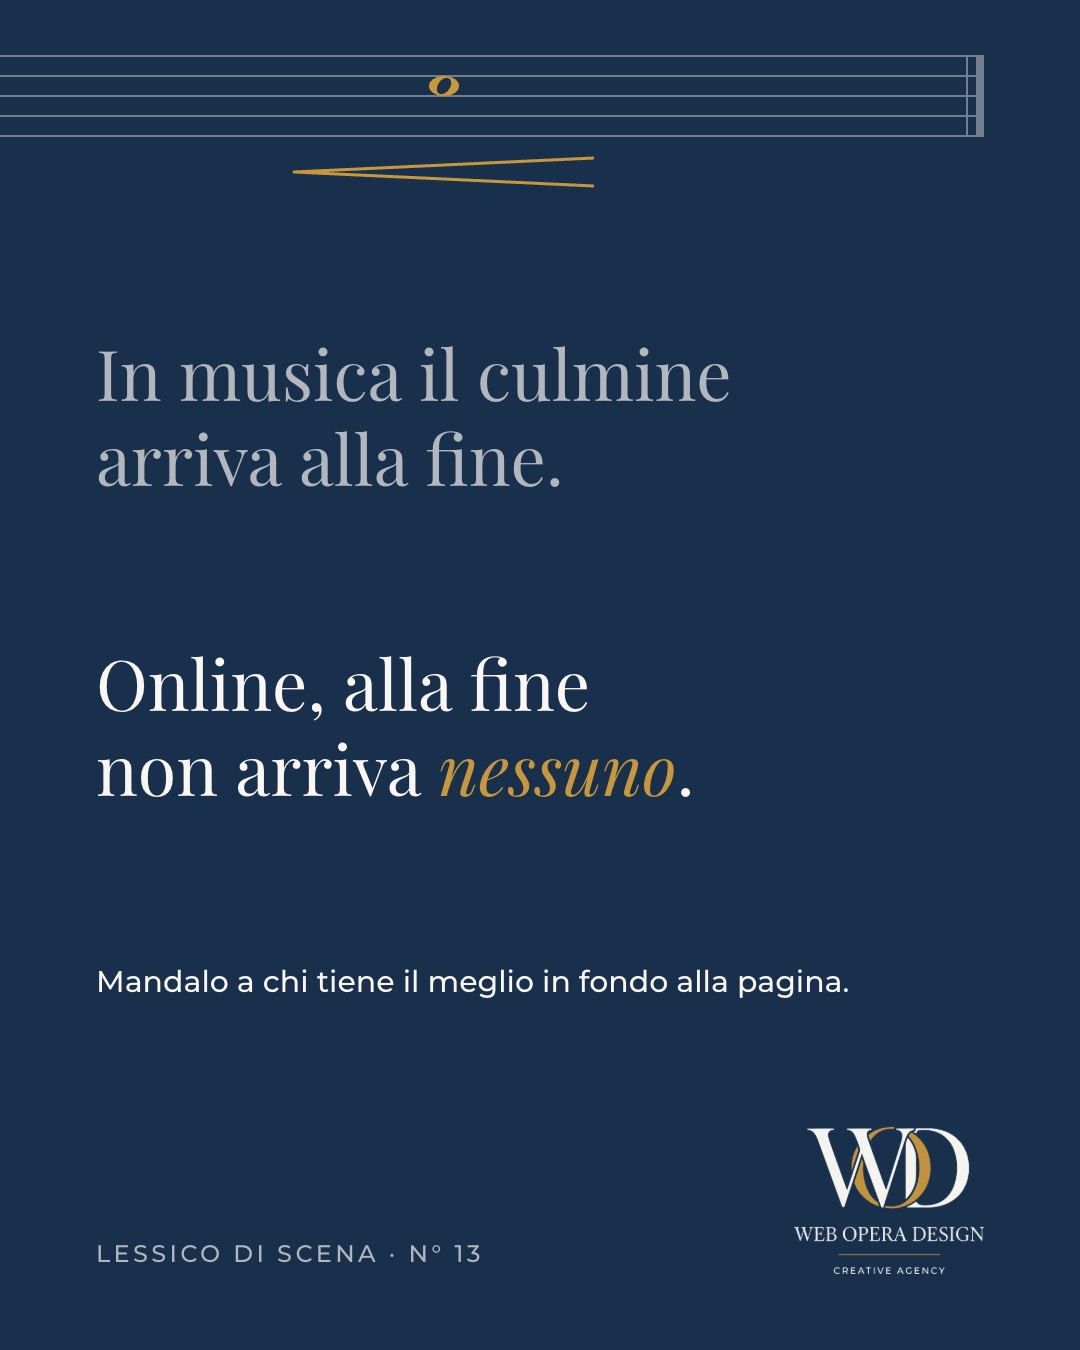 In musica il culmine
arriva alla fine.
Online, alla fine
non arriva nessuno.
Mandalo a chi tiene il meglio in fondo alla pagina.
LESSICO DI SCENA · N° 13
WOD
WEB OPERA DESIGN
CREATIVE AGENCY